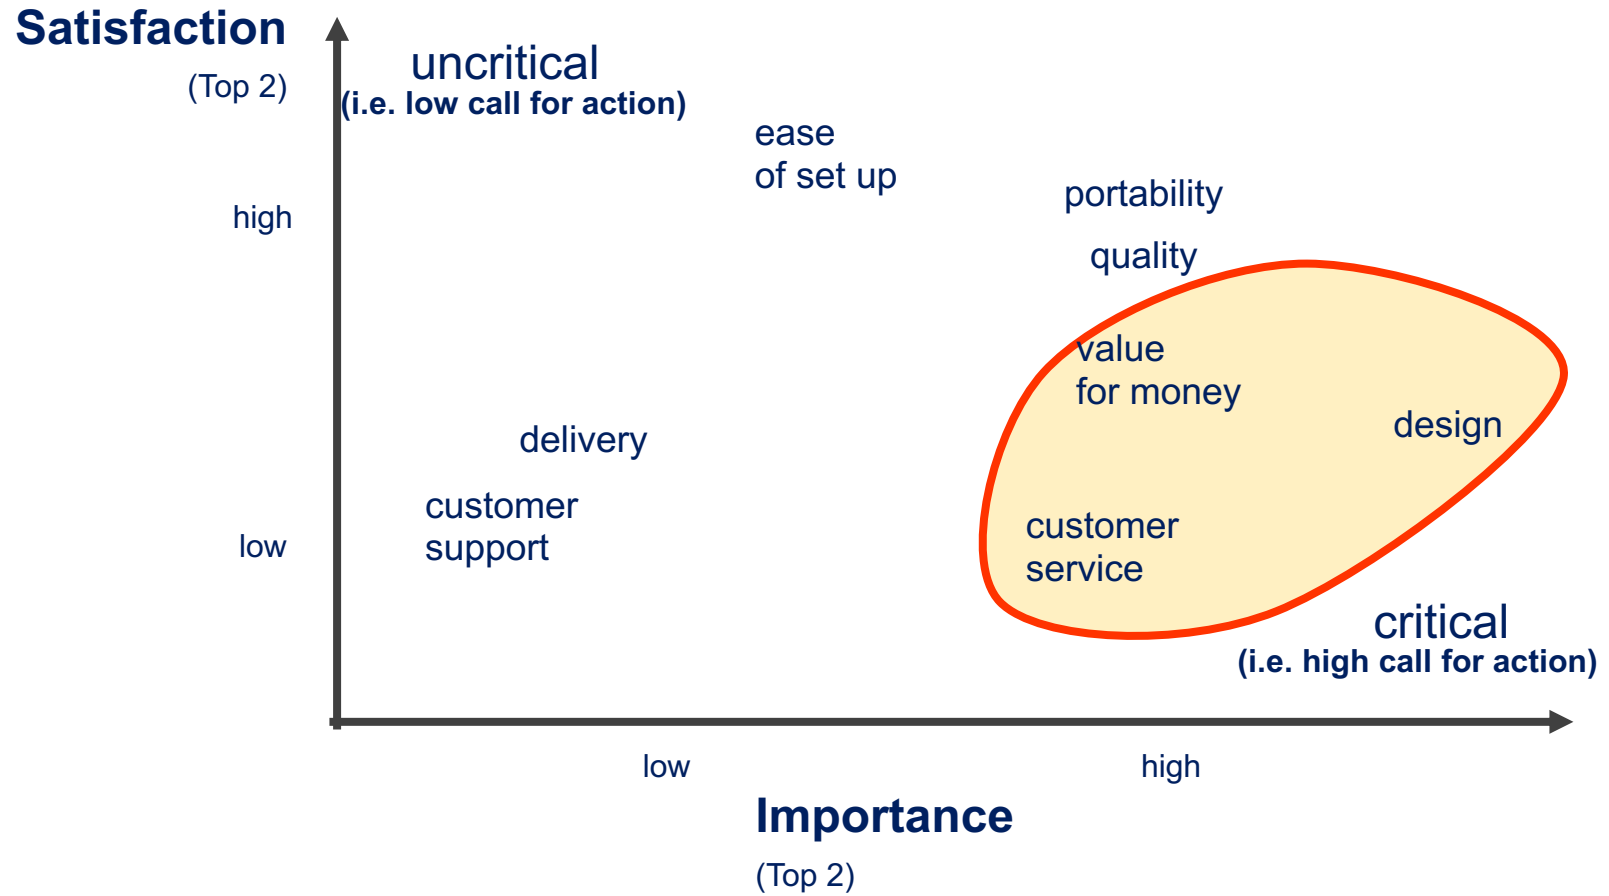 Satisfaction
(Top 2)
uncritical
(i.e. low call for action)
ease
of set up
portability
high
quality
value
for money
design
delivery
customer
support
customer
service
low
critical
(i.e. high call for action)
low
high
Importance
(Top 2)